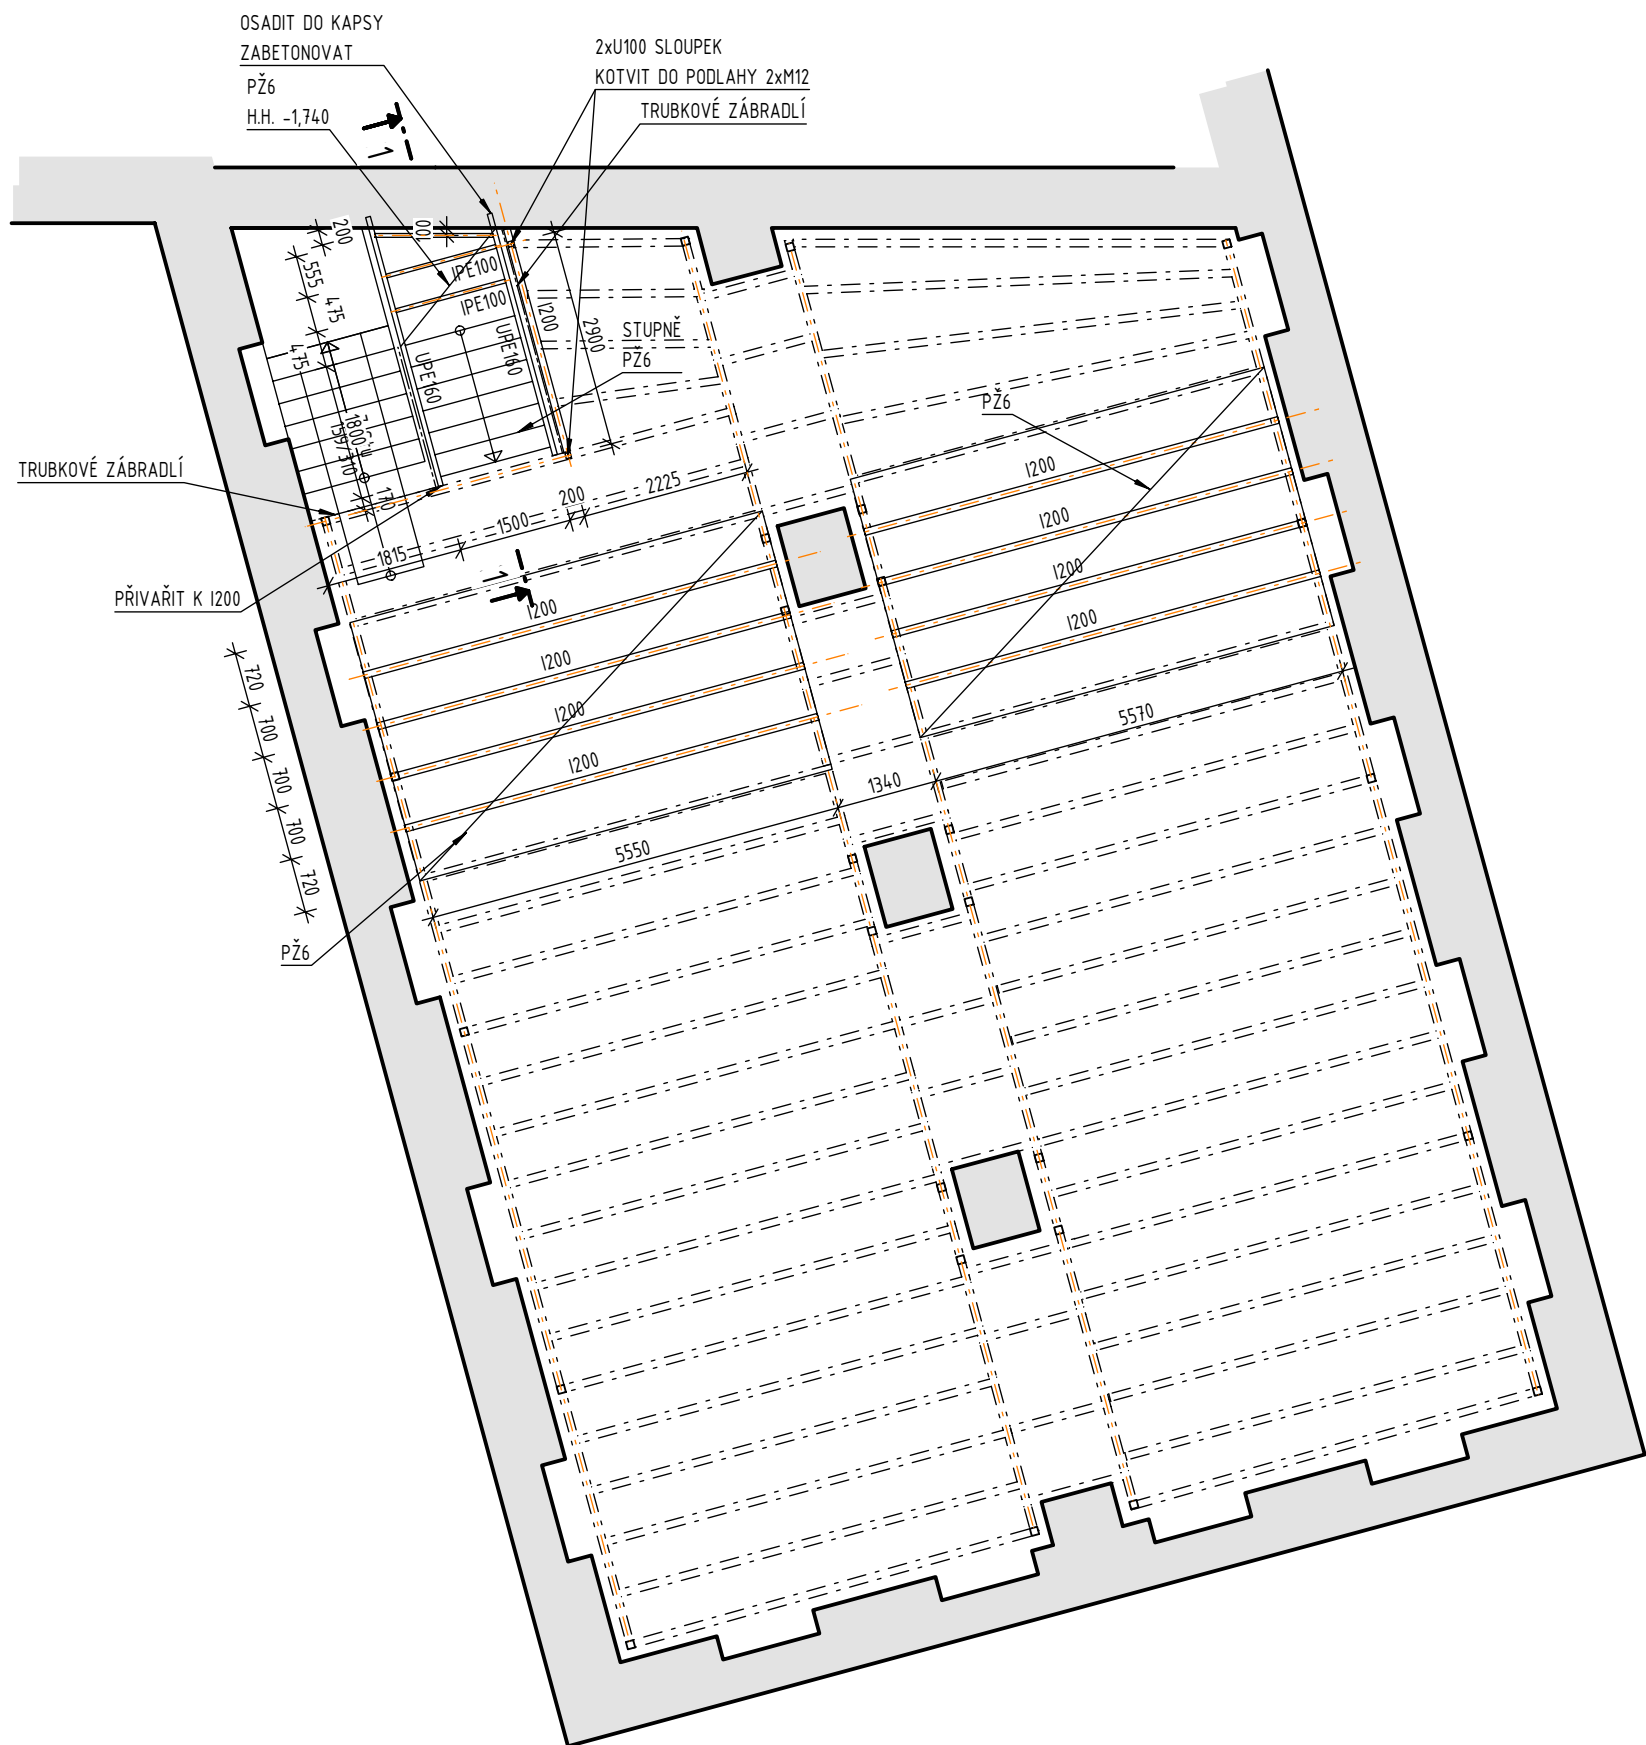 OSADIT DO KAPSY
ZABETONOVAT
PŽ6
H.H. -1,740
2xU100 SLOUPEK
KOTVIT DO PODLAHY 2xM12
TRUBKOVÉ ZÁBRADLÍ
1
200
100
555
475
475
IPE100
IPE100
I200
2900
UPE160
UPE160
STUPNĚ
PŽ6
PŽ6
1800
159/310
170
TRUBKOVÉ ZÁBRADLÍ
1815
1500
200
2225
1
PŘIVAŘIT K I200
I200
I200
I200
I200
I200
I200
I200
I200
720
700
700
700
720
5570
1340
5550
PŽ6